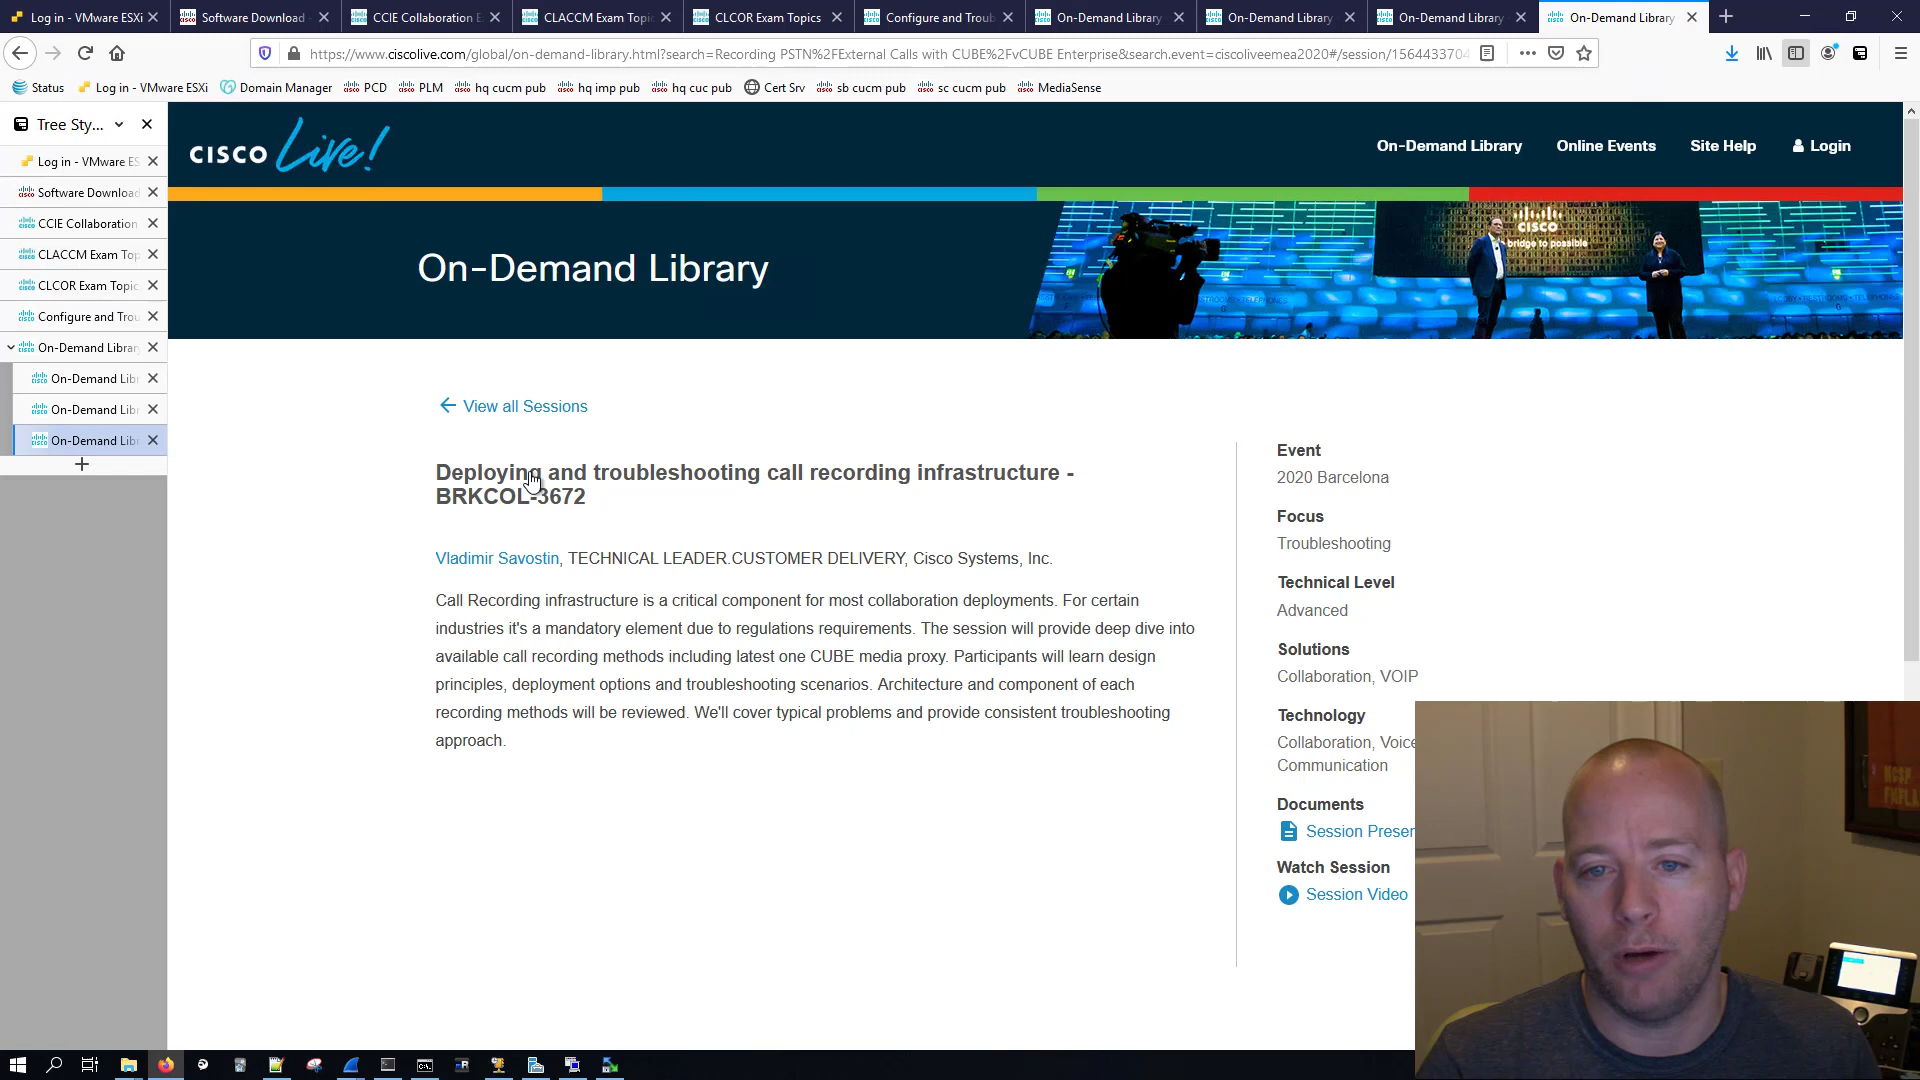 Log in - VMware ESXi
Software Download
CCIE Collaboration E
CLACCM Exam Topic
CLCOR Exam Topics
Configure and Troub
On-Demand Library
On-Demand Library
On-Demand Library
On-Demand Library
https://www.ciscolive.com/global/on-demand-library.html?search=Recording PSTN%2FExternal Calls with CUBE%2FvCUBE Enterprise&search.event=ciscoliveemea2020#/session/1564433704
Status
Log in - VMware ESXi
Domain Manager
PCD
PLM
hq cucm pub
hq imp pub
hq cuc pub
Cert Srv
sb cucm pub
sc cucm pub
MediaSense
Tree Sty...
Log in - VMware ES
Software Download
CCIE Collaboration
CLACCM Exam Top
CLCOR Exam Topic
Configure and Trou
On-Demand Librar
On-Demand Lib
On-Demand Lib
On-Demand Lib
CISCO Live!
On-Demand Library
Online Events
Site Help
Login
On-Demand Library
CISCO
bridge to possible
View all Sessions
Deploying and troubleshooting call recording infrastructure -
BRKCOL-3672
Vladimir Savostin, TECHNICAL LEADER.CUSTOMER DELIVERY, Cisco Systems, Inc.
Call Recording infrastructure is a critical component for most collaboration deployments. For certain
industries it's a mandatory element due to regulations requirements. The session will provide deep dive into
available call recording methods including latest one CUBE media proxy. Participants will learn design
principles, deployment options and troubleshooting scenarios. Architecture and component of each
recording methods will be reviewed. We'll cover typical problems and provide consistent troubleshooting
approach.
Event
2020 Barcelona
Focus
Troubleshooting
Technical Level
Advanced
Solutions
Collaboration, VOIP
Technology
Collaboration, Voice
Communication
Documents
Session Presen
Watch Session
Session Video